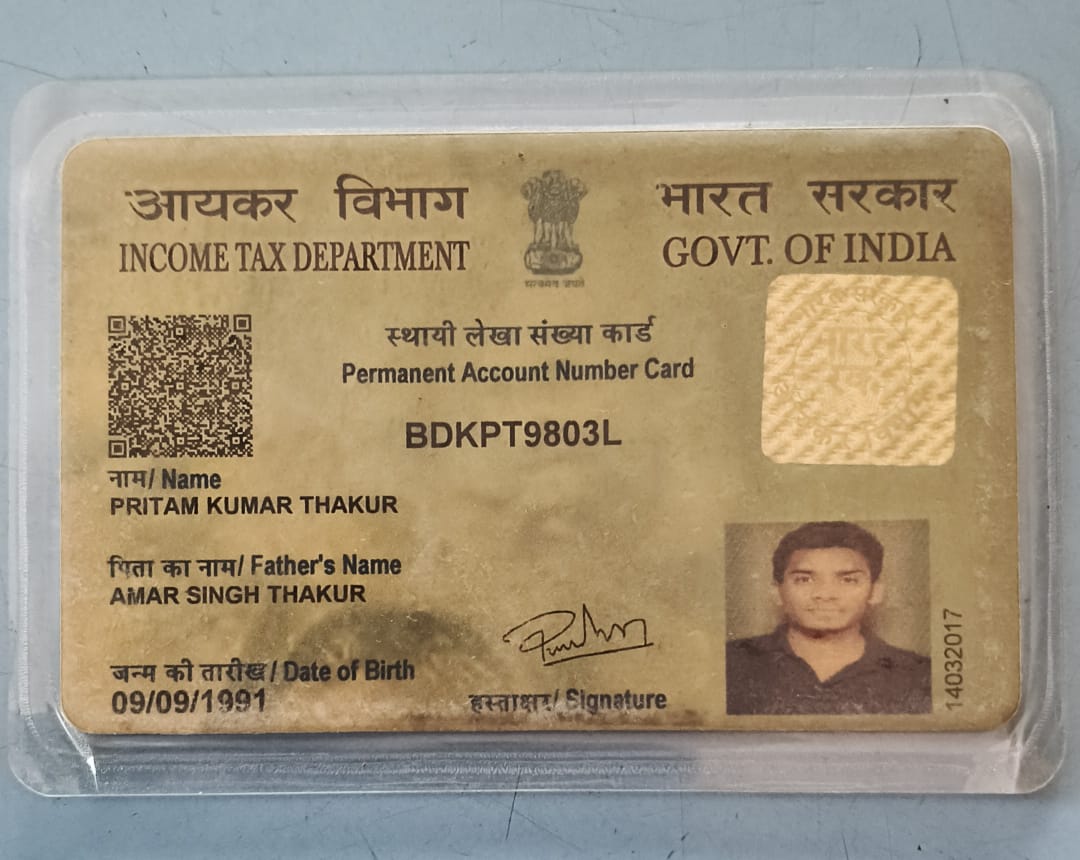 आयकर विभाग
INCOME TAX DEPARTMENT
भारत सरकार
GOVT. OF INDIA
सत्यमेव जयते
स्थायी लेखा संख्या कार्ड
Permanent Account Number Card
BDKPT9803L
नाम/ Name
PRITAM KUMAR THAKUR
पिता का नाम/ Father's Name
AMAR SINGH THAKUR
जन्म की तारीख/ Date of Birth
09/09/1991
हस्ताक्षर/ Signature
14032017